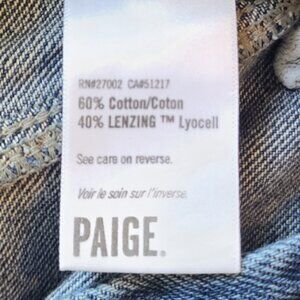 RN#27002 CA#51217
60% Cotton/Coton
40% LENZING ™ Lyocell
See care on reverse.
Voir le soin sur l'inverse.
PAIGE®